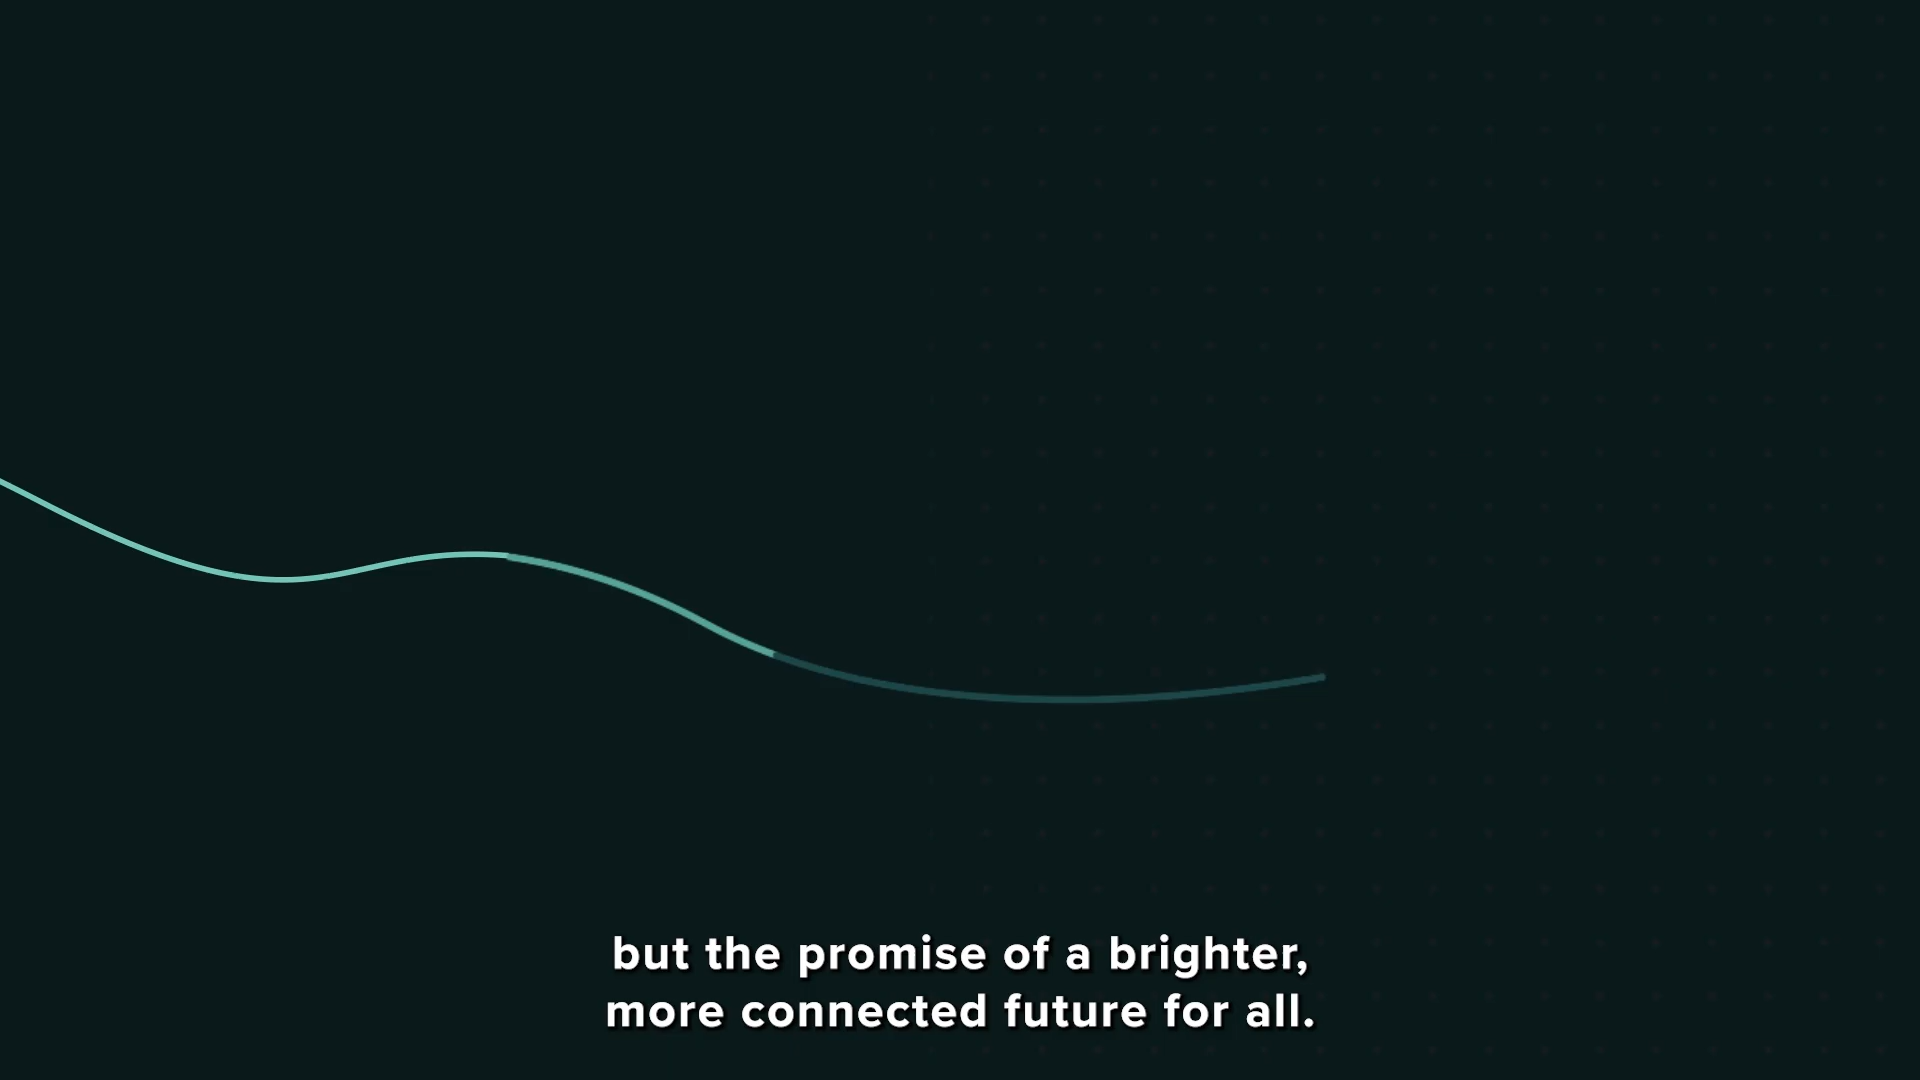 but the promise of a brighter,
more connected future for all.